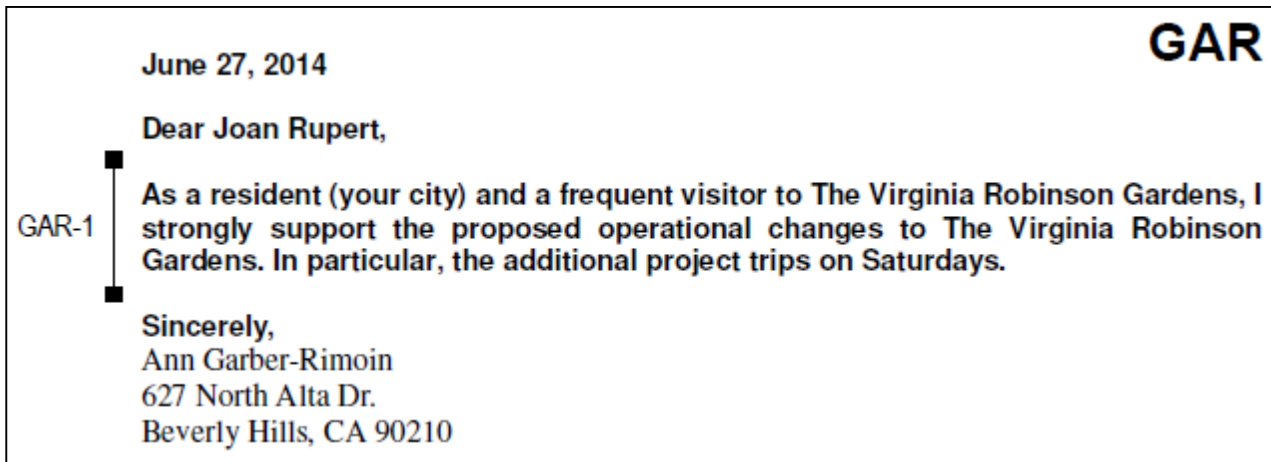 GAR
June 27, 2014
Dear Joan Rupert,
GAR-1
As a resident (your city) and a frequent visitor to The Virginia Robinson Gardens, I
strongly support the proposed operational changes to The Virginia Robinson
Gardens. In particular, the additional project trips on Saturdays.
Sincerely,
Ann Garber-Rimoin
627 North Alta Dr.
Beverly Hills, CA 90210